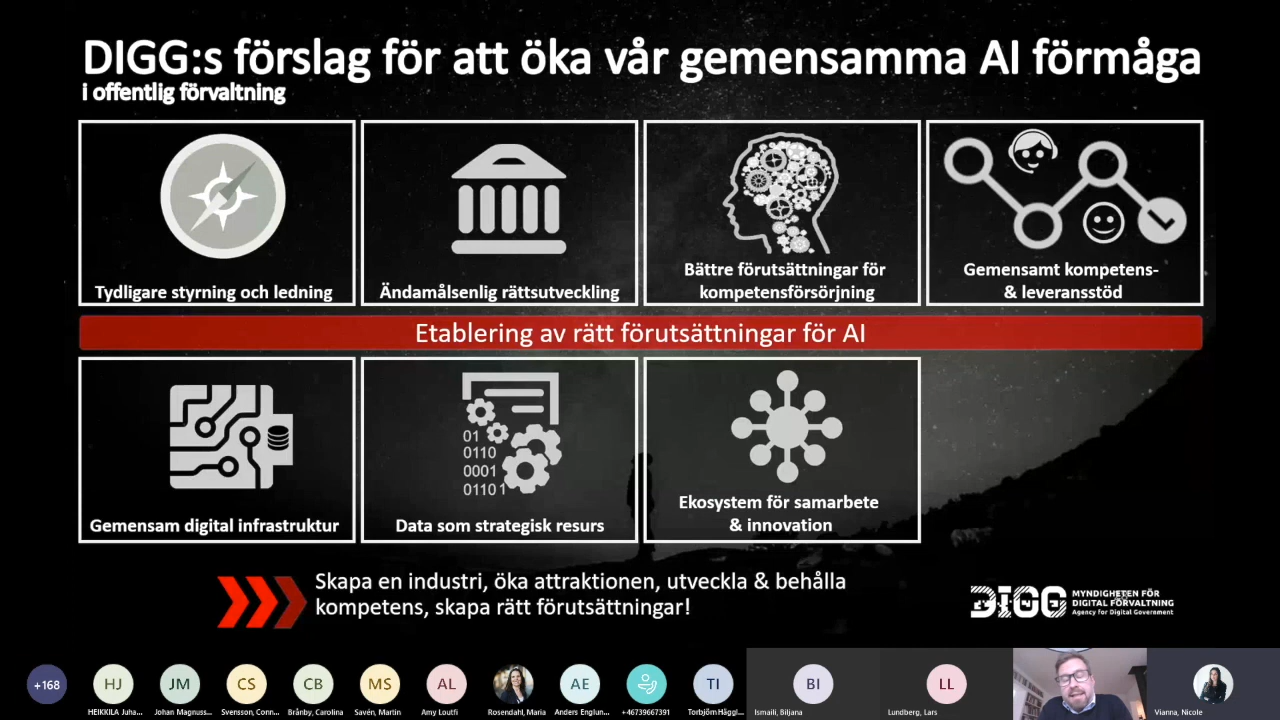 DIGG:s förslag för att öka vår gemensamma AI förmåga
i offentlig förvaltning
Tydligare styrning och ledning
Ändamålsenlig rättsutveckling
Bättre förutsättningar för
kompetensförsörjning
Gemensamt kompetens-
& leveransstöd
Etablering av rätt förutsättningar för AI
Gemensam digital infrastruktur
01
0110
0001
01101
Data som strategisk resurs
Ekosystem för samarbete
& innovation
Skapa en industri, öka attraktionen, utveckla & behålla
kompetens, skapa rätt förutsättningar!
DIGG
MYNDIGHETEN FÖR
DIGITAL FÖRVALTNING
Agency for Digital Government
+168
HJ
JM
CS
CB
MS
AL
AE
TI
BI
LL
HEIKKILA Juha...
Johan Magnuss...
Svensson, Conn...
Brånby, Carolina
Savén, Martin
Amy Loutfi
Rosendahl, Maria
Anders Englun...
+46739667391
Torbjörn Häggl...
Ismaili, Biljana
Lundberg, Lars
Vianna, Nicole